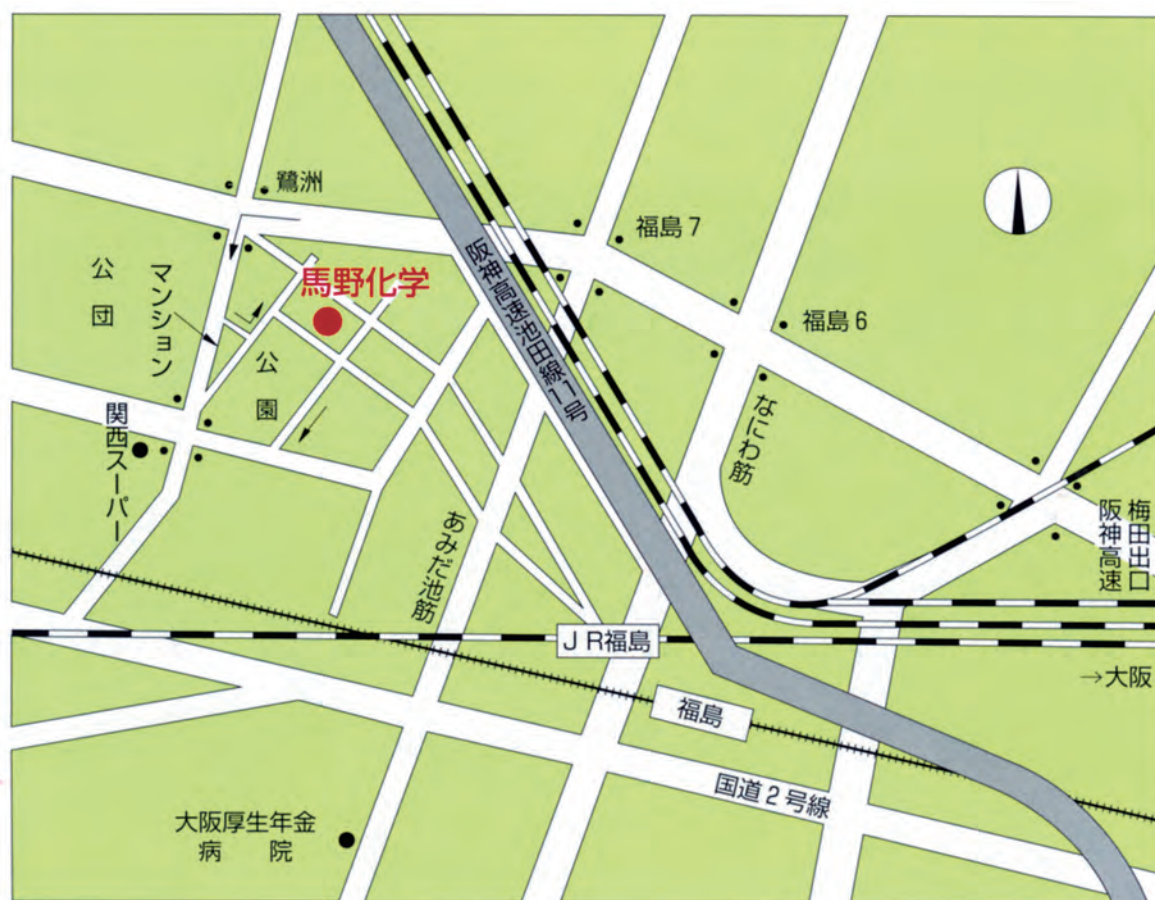 鷺洲
福島7
福島6
馬野化学
公団
マンション
公園
関西スーパー
阪神高速池田線11号
なにわ筋
あみだ池筋
梅田出口
阪神高速
JR福島
→大阪
福島
国道2号線
大阪厚生年金
病院